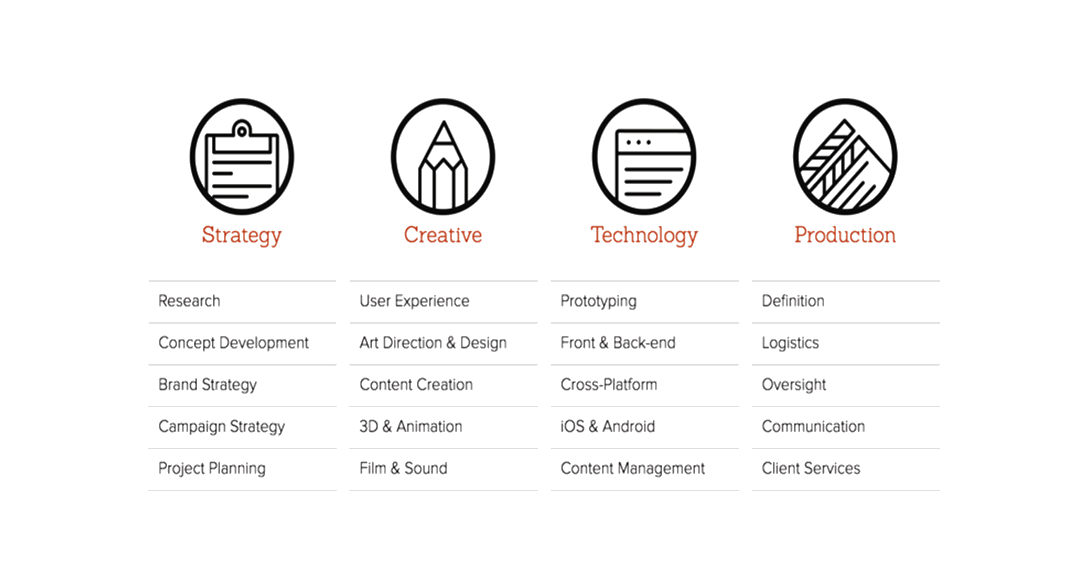 Strategy
Creative
Technology
Production
Research
User Experience
Prototyping
Definition
Concept Development
Art Direction & Design
Front & Back-end
Logistics
Brand Strategy
Content Creation
Cross-Platform
Oversight
Campaign Strategy
3D & Animation
iOS & Android
Communication
Project Planning
Film & Sound
Content Management
Client Services